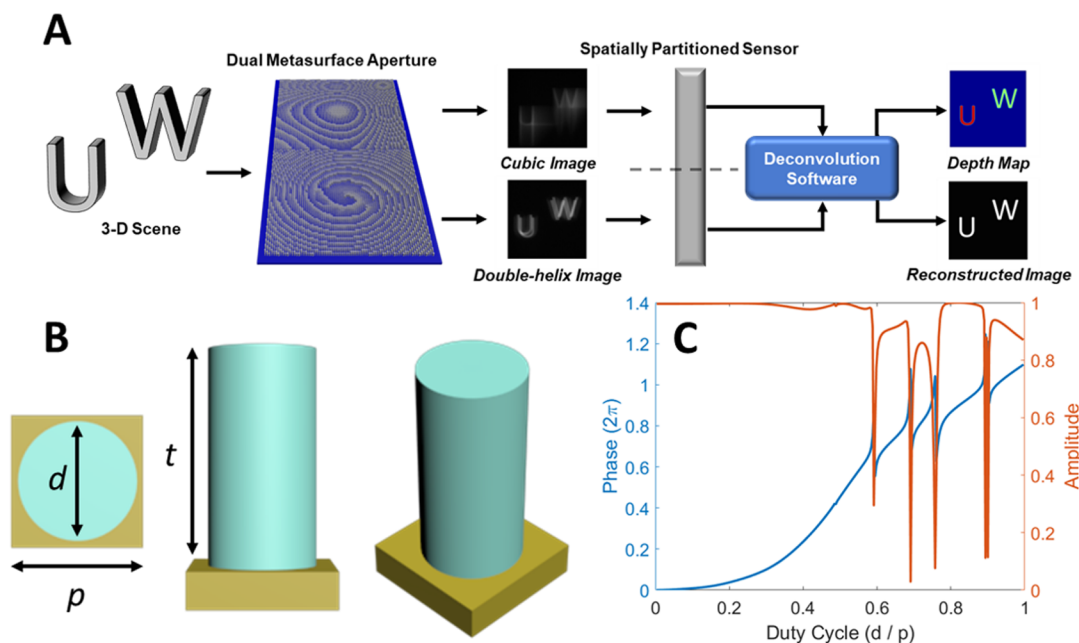 A
Dual Metasurface Aperture
Spatially Partitioned Sensor
U W
3-D Scene
U W
Cubic Image
U W
Double-helix Image
Deconvolution
Software
U W
Depth Map
U W
Reconstructed Image
B
d
p
t
C
Phase (2π)
1.4
1.2
1
0.8
0.6
0.4
0.2
0
0 0.2 0.4 0.6 0.8 1
Duty Cycle (d / p)
1
0.8
0.6
0.4
0.2
0
Amplitude